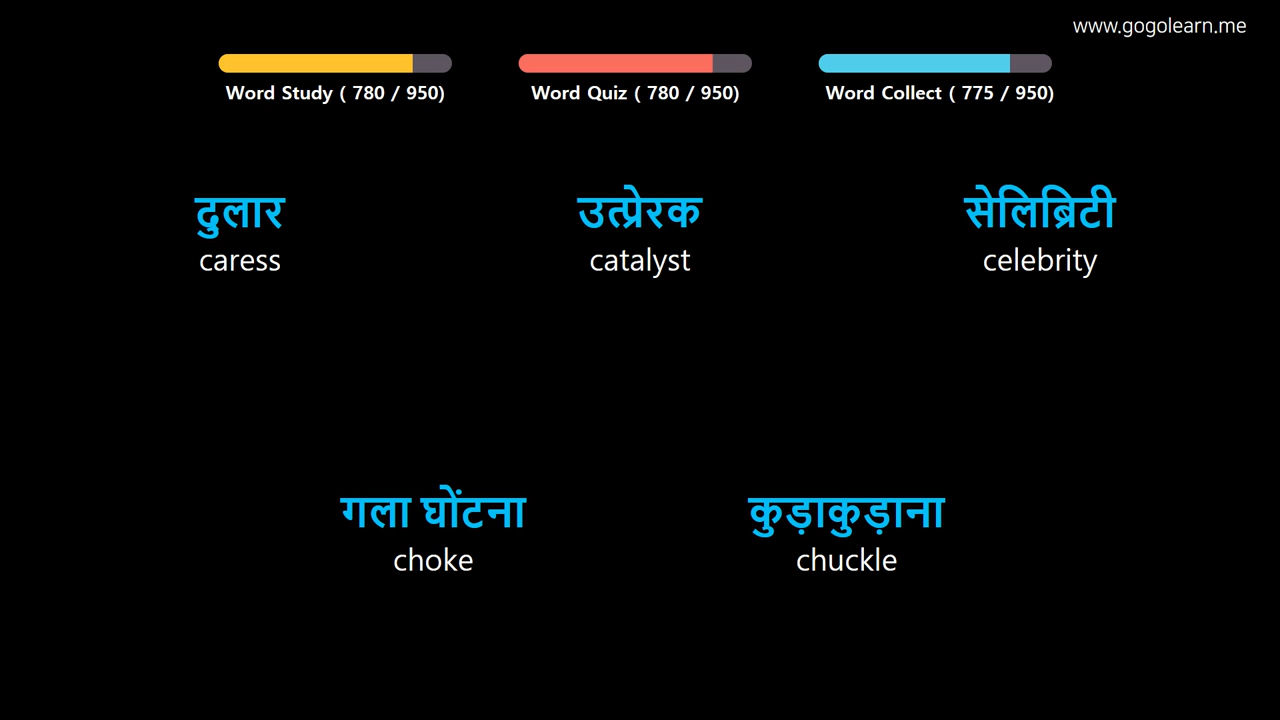 www.gogolearn.me
Word Study ( 780 / 950)
Word Quiz ( 780 / 950)
Word Collect ( 775 / 950)
दुलार
caress
उत्प्रेरक
catalyst
सेलिब्रिटी
celebrity
गला घोंटना
choke
कुड़ाकुड़ाना
chuckle